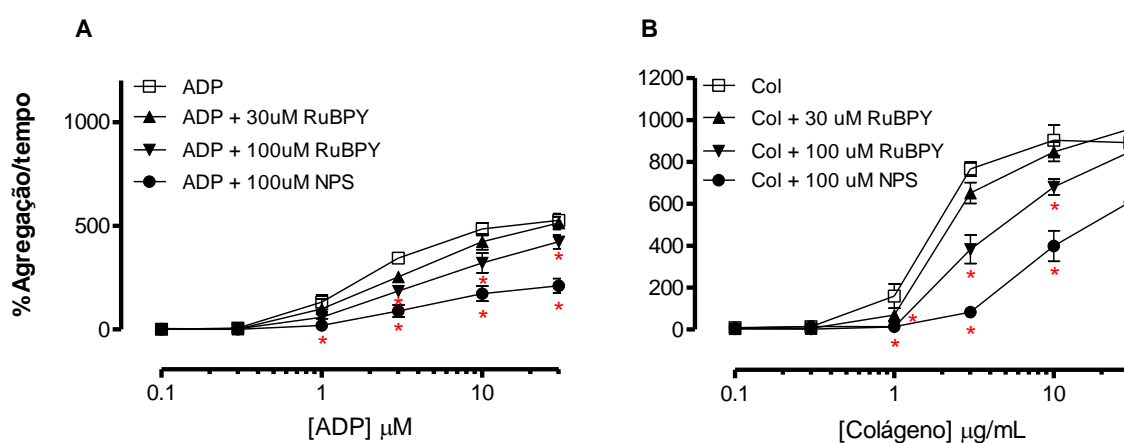 A
% Agregação/tempo
1000
500
0
ADP
ADP + 30uM RuBPY
ADP + 100uM RuBPY
ADP + 100uM NPS
*
*
*
*
*
*
*
0.1
1
10
[ADP] μM
B
1200
1000
800
600
400
200
0
Col
Col + 30 uM RuBPY
Col + 100 uM RuBPY
Col + 100 uM NPS
*
*
*
*
*
*
0.1
1
10
[Colágeno] μg/mL